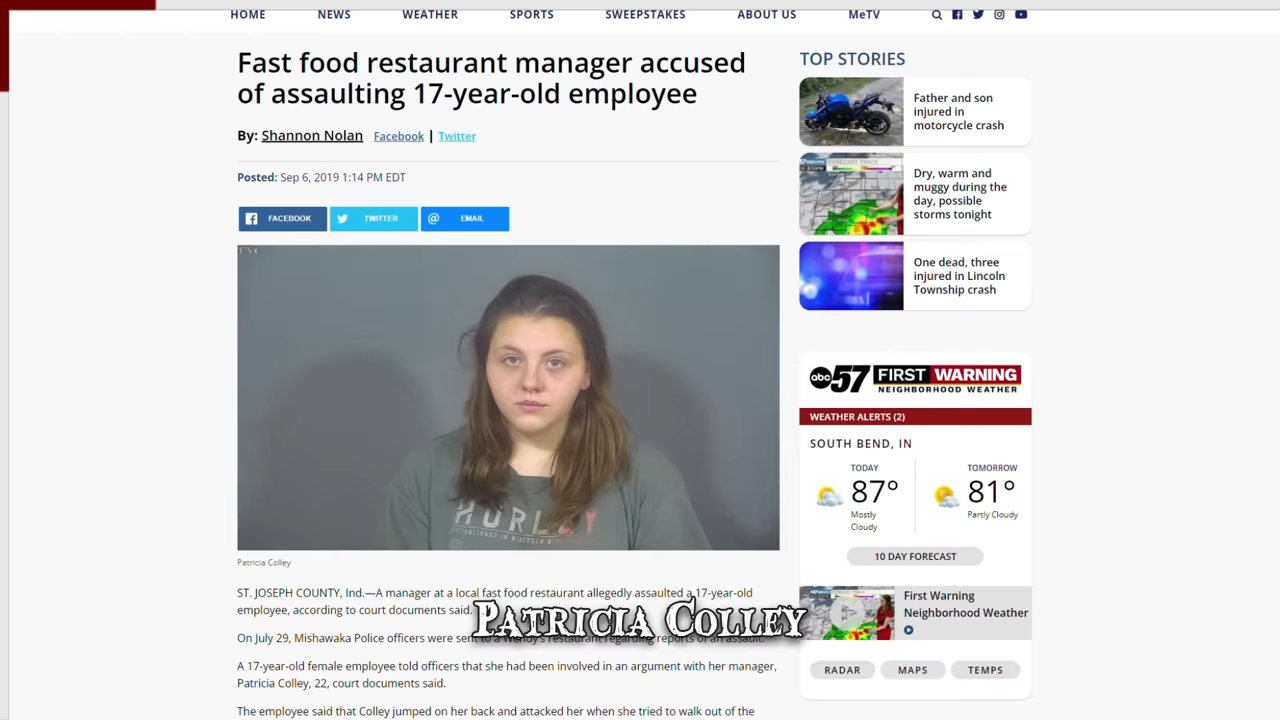 HOME NEWS WEATHER SPORTS SWEEPSTAKES ABOUT US MeTV
Fast food restaurant manager accused
of assaulting 17-year-old employee
By: Shannon Nolan Facebook | Twitter
Posted: Sep 6, 2019 1:14 PM EDT
FACEBOOK TWITTER @ EMAIL
HURLEY
Patricia Colley
ST. JOSEPH COUNTY, Ind.—A manager at a local fast food restaurant allegedly assaulted a 17-year-old
employee, according to court documents said.
PATRICIA COLLEY
On July 29, Mishawaka Police officers were sent to a Wendy's restaurant regarding reports of an assault.
A 17-year-old female employee told officers that she had been involved in an argument with her manager,
Patricia Colley, 22, court documents said.
The employee said that Colley jumped on her back and attacked her when she tried to walk out of the
TOP STORIES
Father and son
injured in
motorcycle crash
FORECAST TRACK
Dry, warm and
muggy during the
day, possible
storms tonight
One dead, three
injured in Lincoln
Township crash
abc 57 FIRST WARNING
NEIGHBORHOOD WEATHER
WEATHER ALERTS (2)
SOUTH BEND, IN
TODAY
87°
Mostly
Cloudy
TOMORROW
81°
Partly Cloudy
10 DAY FORECAST
First Warning
Neighborhood Weather
RADAR MAPS TEMPS